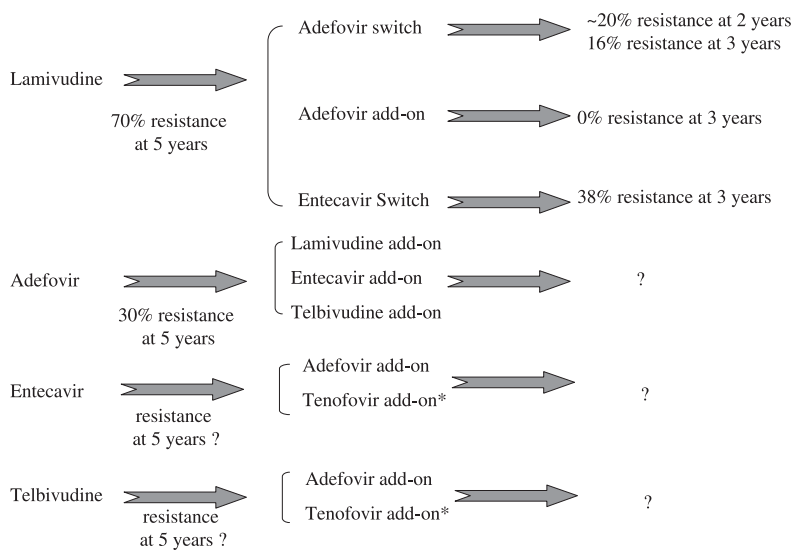 Lamivudine
70% resistance
at 5 years
Adefovir switch
~20% resistance at 2 years
16% resistance at 3 years
Adefovir add-on
0% resistance at 3 years
Entecavir Switch
38% resistance at 3 years
Adefovir
30% resistance
at 5 years
Lamivudine add-on
Entecavir add-on
Telbivudine add-on
?
Entecavir
resistance
at 5 years ?
Adefovir add-on
Tenofovir add-on*
?
Telbivudine
resistance
at 5 years ?
Adefovir add-on
Tenofovir add-on*
?